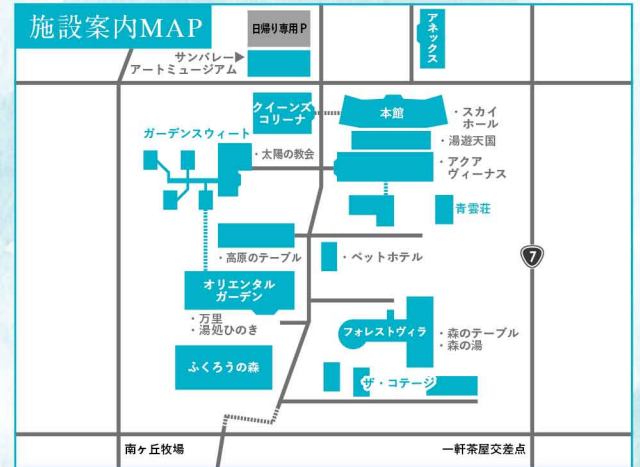 施設案内MAP
日帰り専用P
アネックス
サンバレー▶
アートミュージアム
クイーンズ
コリーナ
本館
・スカイ
ホール
ガーデンスウィート
・湯遊天国
・太陽の教会
・アクア
ヴィーナス
青雲荘
・高原のテーブル
・ペットホテル
7
オリエンタル
ガーデン
・万里
・湯処ひのき
フォレストヴィラ
・森のテーブル
・森の湯
ふくろうの森
ザ・コテージ
南ヶ丘牧場
一軒茶屋交差点